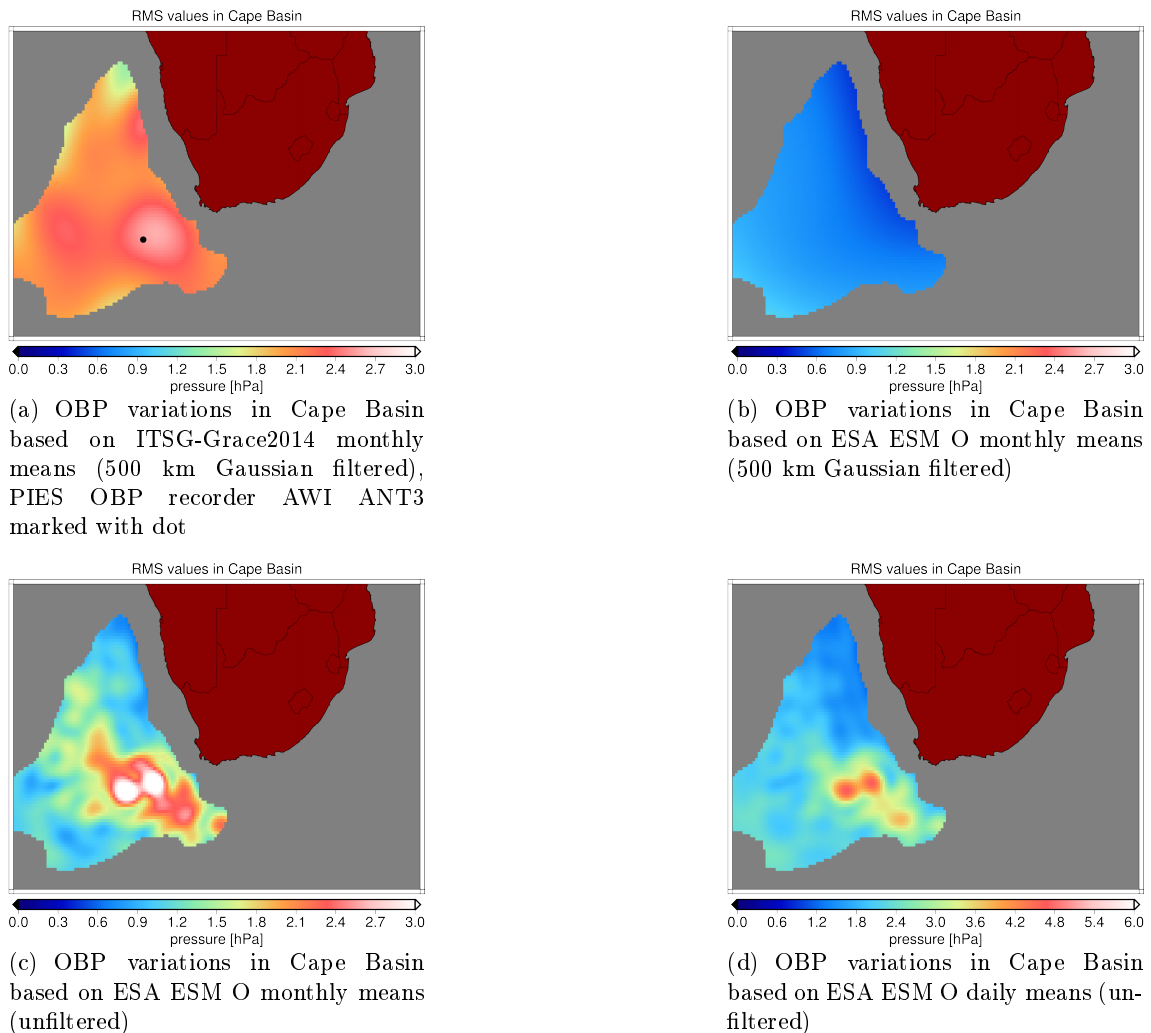 RMS values in Cape Basin
0.0 0.3 0.6 0.9 1.2 1.5 1.8 2.1 2.4 2.7 3.0
pressure [hPa]
(a) OBP variations in Cape Basin
based on ITSG-Grace2014 monthly
means (500 km Gaussian filtered),
PIES OBP recorder AWI ANT3
marked with dot
RMS values in Cape Basin
0.0 0.3 0.6 0.9 1.2 1.5 1.8 2.1 2.4 2.7 3.0
pressure [hPa]
(b) OBP variations in Cape Basin
based on ESA ESM O monthly means
(500 km Gaussian filtered)
RMS values in Cape Basin
0.0 0.3 0.6 0.9 1.2 1.5 1.8 2.1 2.4 2.7 3.0
pressure [hPa]
(c) OBP variations in Cape Basin
based on ESA ESM O monthly means
(unfiltered)
RMS values in Cape Basin
0.0 0.6 1.2 1.8 2.4 3.0 3.6 4.2 4.8 5.4 6.0
pressure [hPa]
(d) OBP variations in Cape Basin
based on ESA ESM O daily means (un-
filtered)